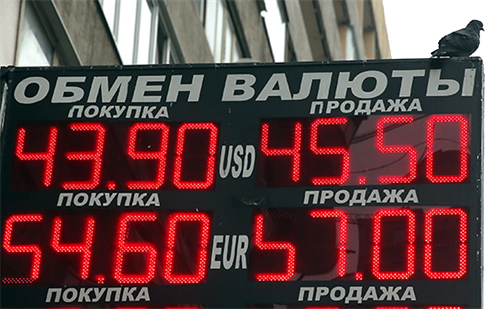 ОБМЕН ВАЛЮТЫ
ПОКУПКА ПРОДАЖА
43.90 USD 45.50
ПОКУПКА ПРОДАЖА
54.60 EUR 57.00
ПОКУПКА ПРОДАЖА